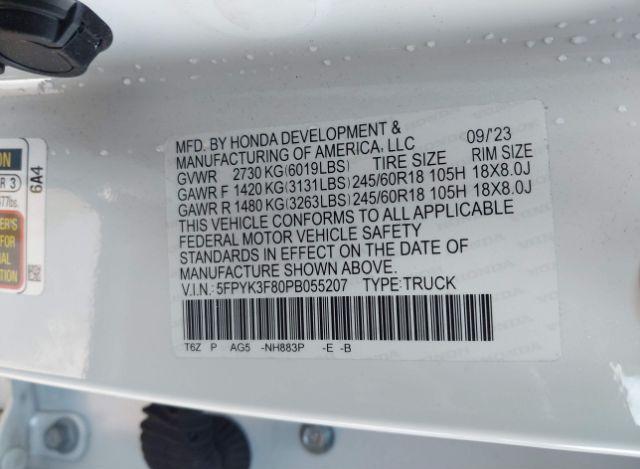 MFD. BY HONDA DEVELOPMENT &
MANUFACTURING OF AMERICA, LLC 09/'23
GVWR 2730 KG(6019LBS) TIRE SIZE RIM SIZE
GAWR F 1420 KG(3131LBS)245/60R18 105H 18X8.0J
GAWR R 1480 KG(3263LBS)245/60R18 105H 18X8.0J
THIS VEHICLE CONFORMS TO ALL APPLICABLE
FEDERAL MOTOR VEHICLE SAFETY
STANDARDS IN EFFECT ON THE DATE OF
MANUFACTURE SHOWN ABOVE.
V.I.N.: 5FPYK3F80PB055207 TYPE:TRUCK
T6Z P AG5 -NH883P -E -B
6A4
R 3
77lbs.
FOR